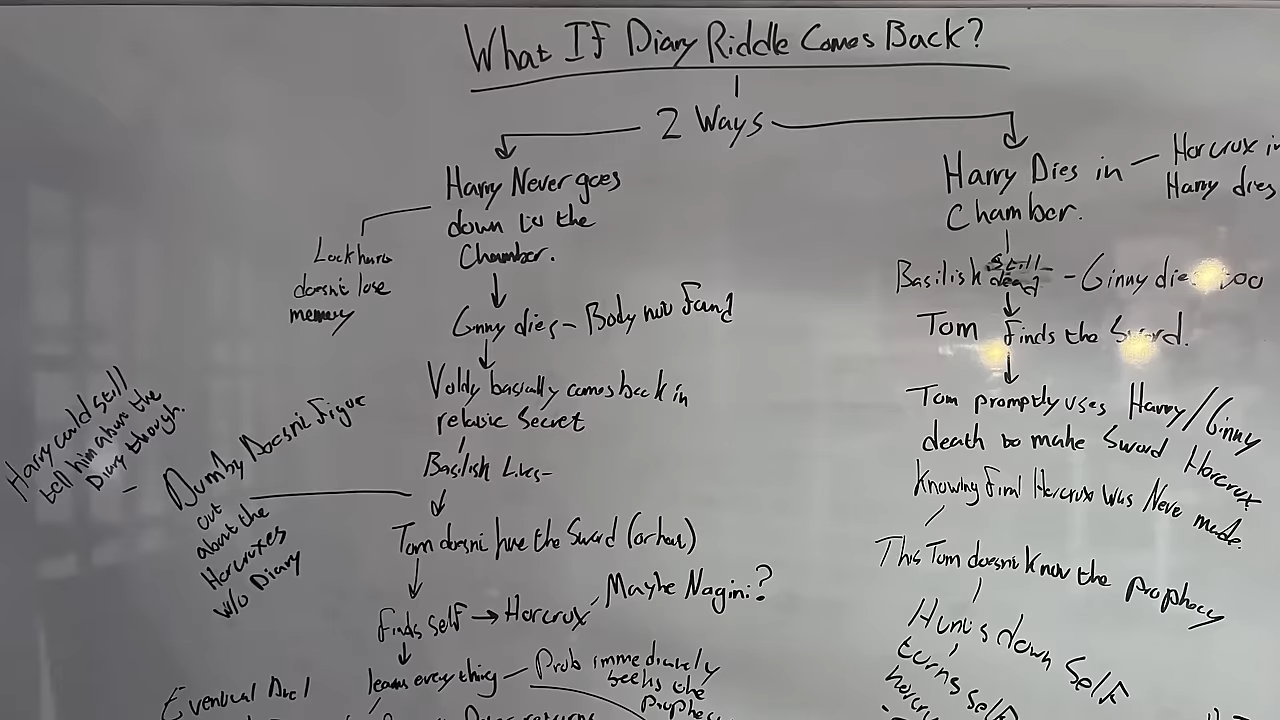 What If Diary Riddle Comes Back?
2 Ways
Harry Never goes
down to the
Chamber.
Lockhart
doesnt lose
memory
Ginny dies - Body not Found
Voldy basically comes back in
relative Secret
Basilisk Lives-
Dumby Doesnt Figure
out
about the
Horcruxes
w/o Diary
Harry could still
tell him about the
Diary though.
Tom doesnt have the Sword (or hat)
finds self → Horcrux
Maybe Nagini?
learns everything - Prob immediately
seeks the
Prophecy
Eventual Duel
returns
Harry Dies in
Chamber.
Horcrux in
Harry dies
Basilisk still
dead - Ginny dies too
Tom finds the Sword.
Tom promptly uses Harry/Ginny
death to make Sword Horcrux
Knowing final Horcrux was Never made.
This Tom doesnt know the prophecy
Hunts down Self
turns self